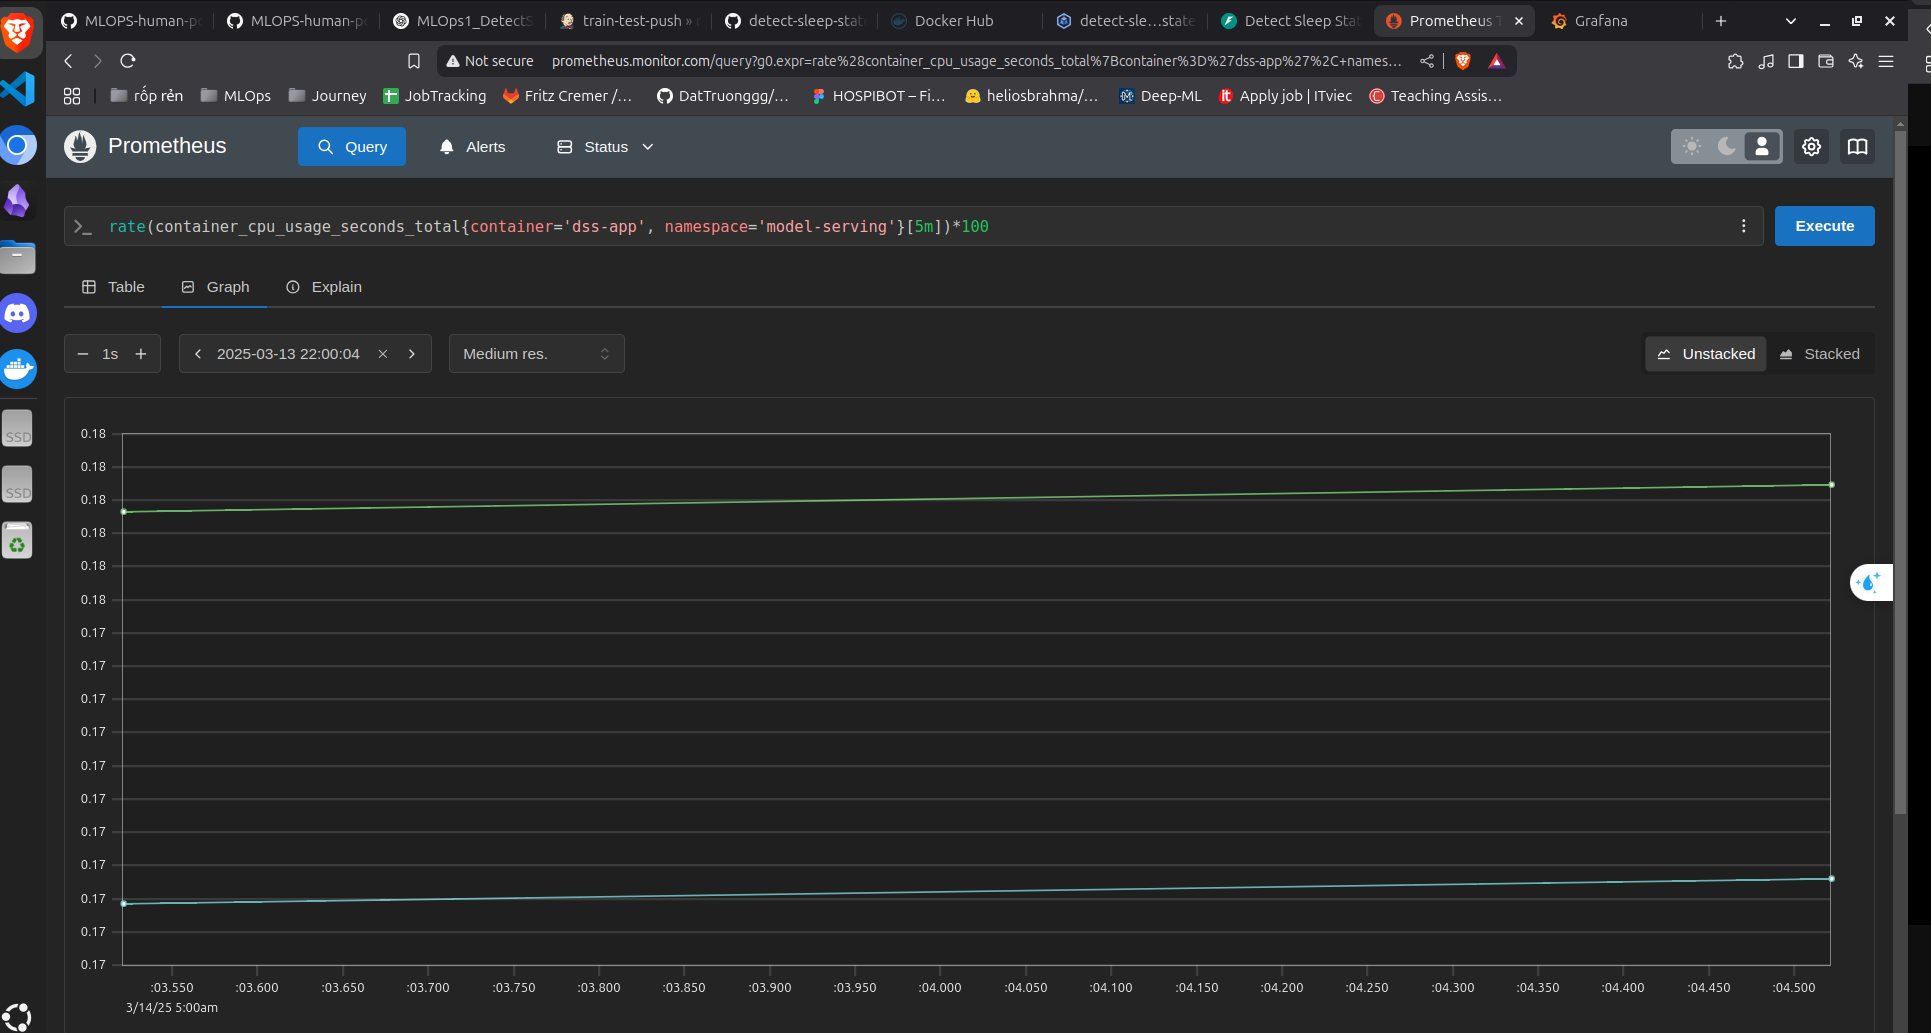 MLOPS-human-po
MLOPS-human-po
MLOps1_DetectS
train-test-push »
detect-sleep-stat
Docker Hub
detect-sle…state
Detect Sleep Stat
Prometheus T
Grafana
Not secure
prometheus.monitor.com/query?g0.expr=rate%28container_cpu_usage_seconds_total%7Bcontainer%3D%27dss-app%27%2C+names…
rốp rẻn
MLOps
Journey
JobTracking
Fritz Cremer /…
DatTruonggg/…
HOSPIBOT – Fi…
heliosbrahma/…
Deep-ML
it
Apply job | ITviec
Teaching Assis…
Prometheus
Query
Alerts
Status
rate(container_cpu_usage_seconds_total{container='dss-app', namespace='model-serving'}[5m])*100
Execute
Table
Graph
Explain
1s
2025-03-13 22:00:04
Medium res.
Unstacked
Stacked
SSD
SSD
0.18
0.18
0.18
0.18
0.18
0.18
0.17
0.17
0.17
0.17
0.17
0.17
0.17
0.17
0.17
0.17
0.17
:03.550
:03.600
:03.650
:03.700
:03.750
:03.800
:03.850
:03.900
:03.950
:04.000
:04.050
:04.100
:04.150
:04.200
:04.250
:04.300
:04.350
:04.400
:04.450
:04.500
3/14/25 5:00am